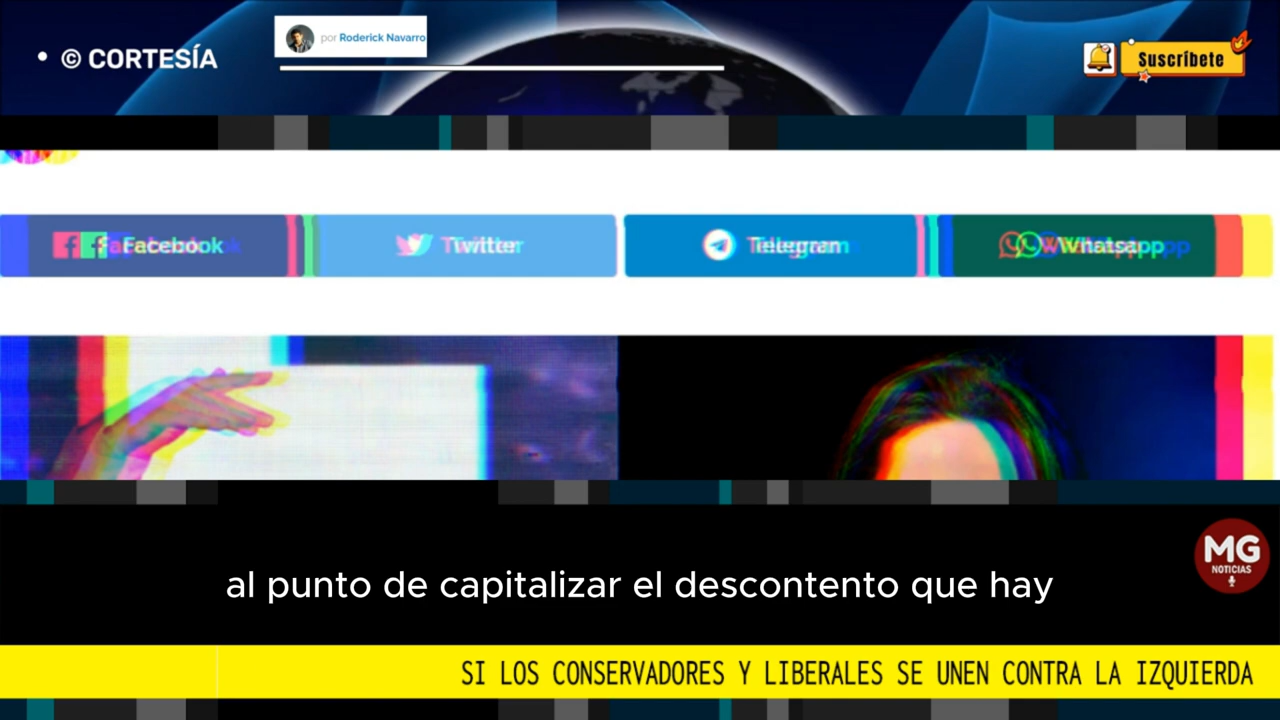 © CORTESÍA
por Roderick Navarro
Suscríbete
Facebook
Twitter
Telegram
Whatsapp
al punto de capitalizar el descontento que hay
MG
NOTICIAS
SI LOS CONSERVADORES Y LIBERALES SE UNEN CONTRA LA IZQUIERDA